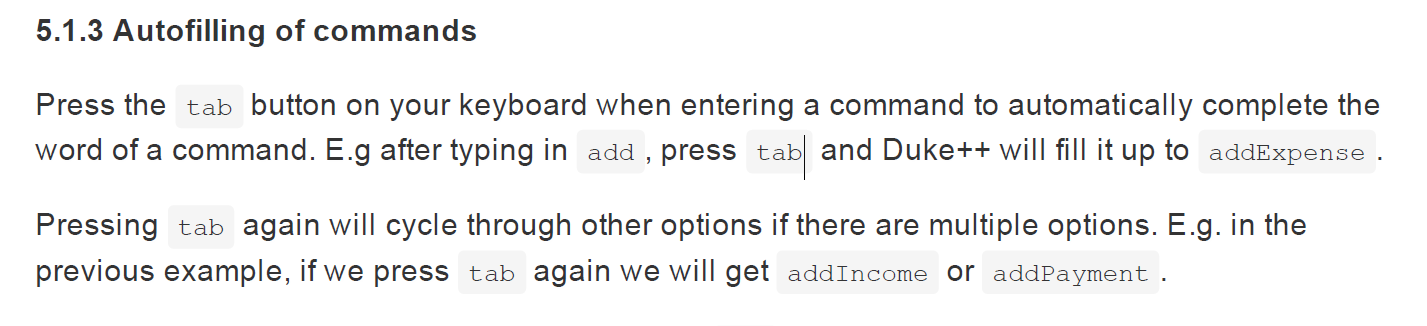 5.1.3 Autofilling of commands
Press the tab button on your keyboard when entering a command to automatically complete the
word of a command. E.g after typing in add , press tab and Duke++ will fill it up to addExpense .
Pressing tab again will cycle through other options if there are multiple options. E.g. in the
previous example, if we press tab again we will get addIncome or addPayment .